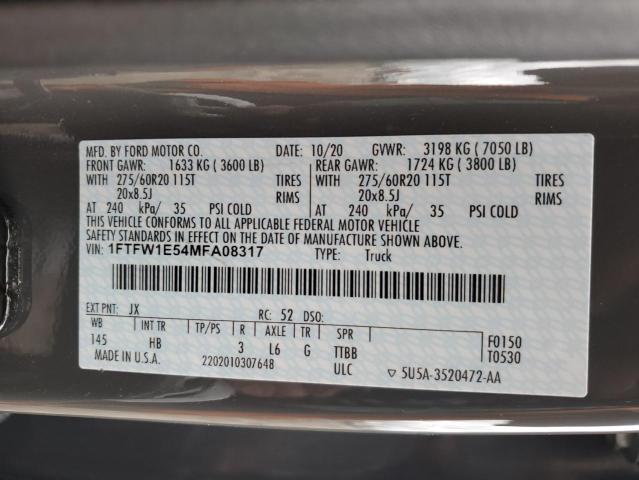 MFD. BY FORD MOTOR CO. DATE: 10/20 GVWR: 3198 KG ( 7050 LB)
FRONT GAWR: 1633 KG ( 3600 LB) REAR GAWR: 1724 KG ( 3800 LB)
WITH 275/60R20 115T TIRES WITH 275/60R20 115T TIRES
20x8.5J RIMS 20x8.5J RIMS
AT 240 kPa/ 35 PSI COLD AT 240 kPa/ 35 PSI COLD
THIS VEHICLE CONFORMS TO ALL APPLICABLE FEDERAL MOTOR VEHICLE
SAFETY STANDARDS IN EFFECT ON THE DATE OF MANUFACTURE SHOWN ABOVE.
VIN: 1FTFW1E54MFA08317 TYPE: Truck
EXT PNT: JX RC: 52 DSO:
WB INT TR TP/PS R AXLE TR SPR F0150
145 HB 3 L6 G TTBB T0530
MADE IN U.S.A. 2202010307648 ULC 5U5A-3520472-AA